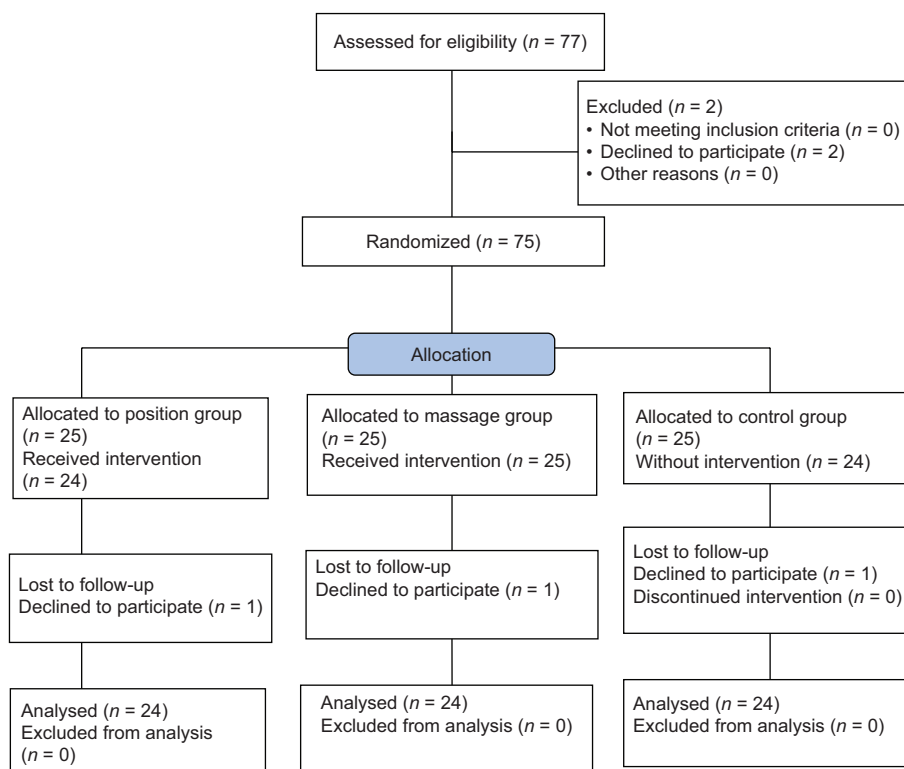 Assessed for eligibility (n = 77)
Excluded (n = 2)
• Not meeting inclusion criteria (n = 0)
• Declined to participate (n = 2)
• Other reasons (n = 0)
Randomized (n = 75)
Allocation
Allocated to position group
(n = 25)
Received intervention
(n = 24)
Allocated to massage group
(n = 25)
Received intervention (n = 25)
Allocated to control group
(n = 25)
Without intervention (n = 24)
Lost to follow-up
Declined to participate (n = 1)
Lost to follow-up
Declined to participate (n = 1)
Lost to follow-up
Declined to participate (n = 1)
Discontinued intervention (n = 0)
Analysed (n = 24)
Excluded from analysis
(n = 0)
Analysed (n = 24)
Excluded from analysis (n = 0)
Analysed (n = 24)
Excluded from analysis (n = 0)